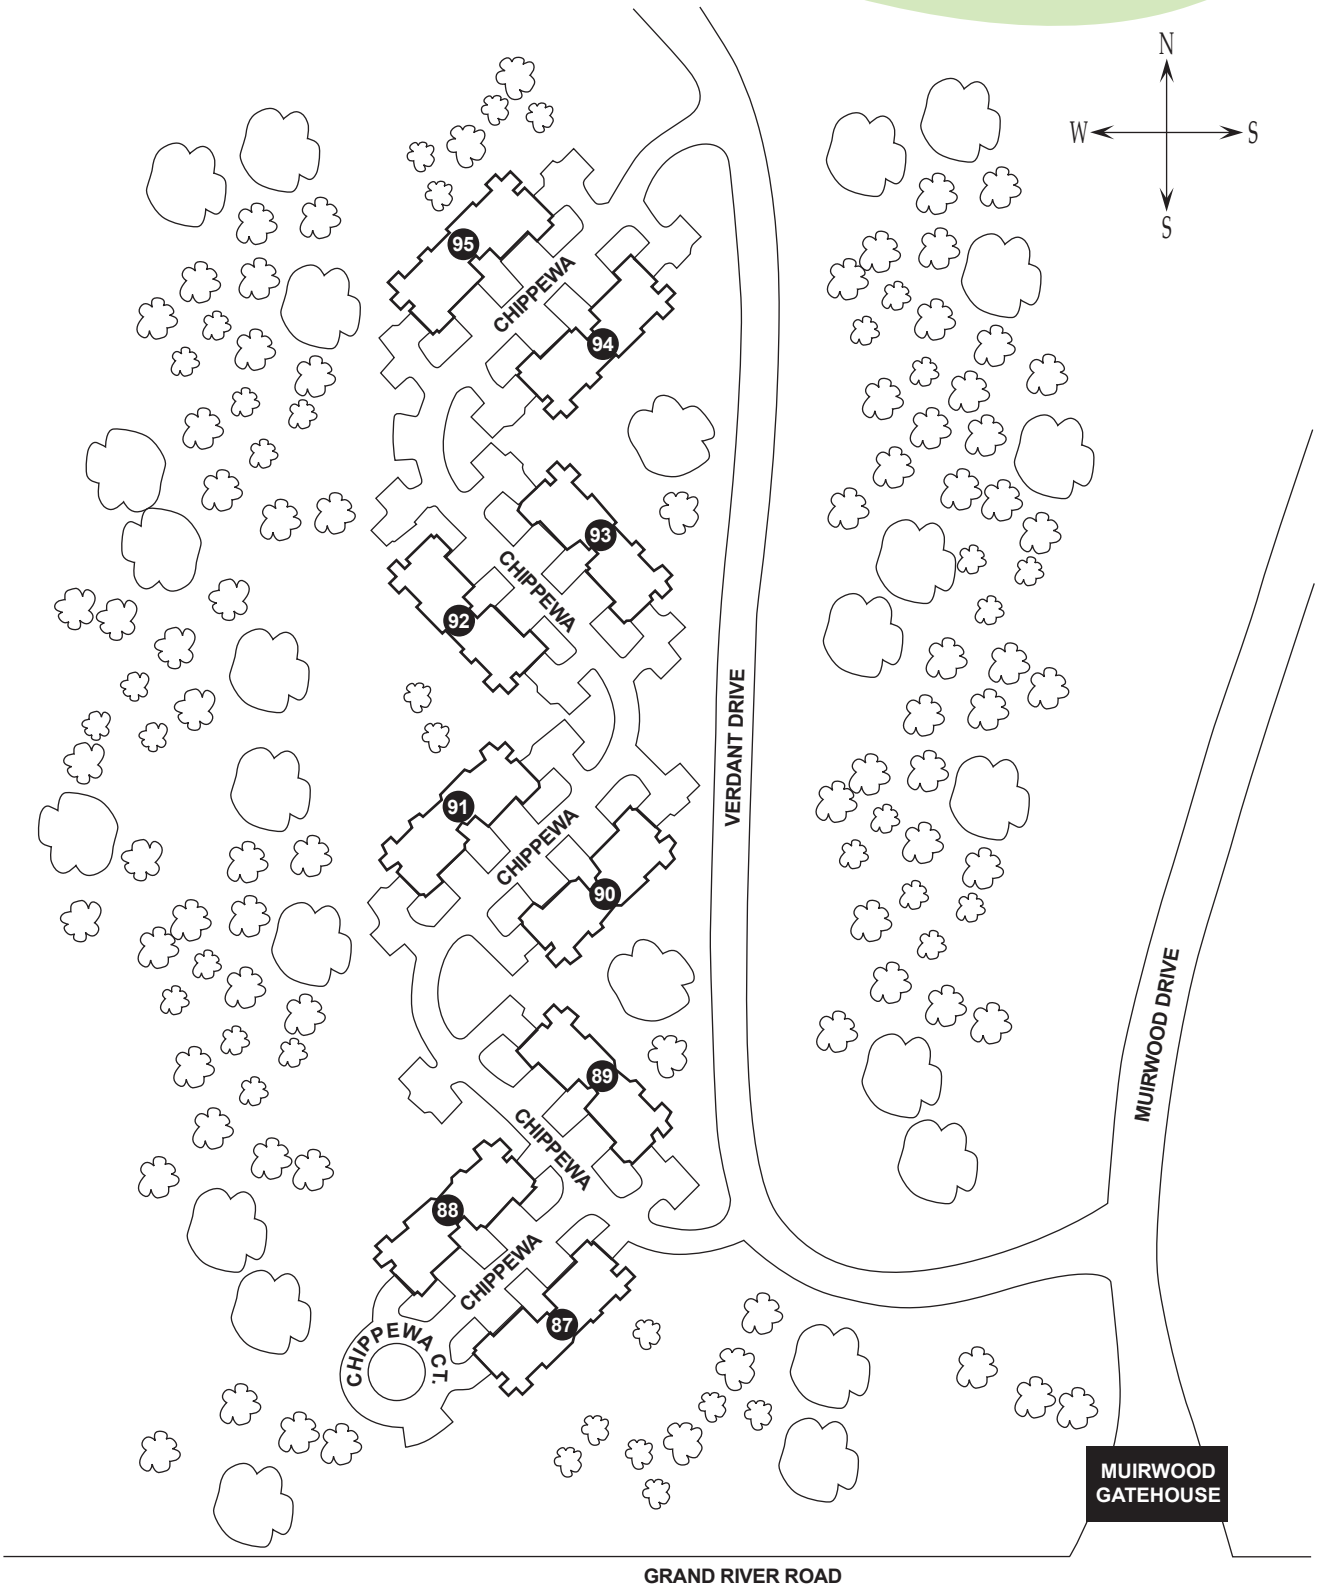 N
W S
S
95
CHIPPEWA
94
93
CHIPPEWA
92
VERDANT DRIVE
91
CHIPPEWA
90
MUIRWOOD DRIVE
89
CHIPPEWA
88
CHIPPEWA
87
CHIPPEWA CT.
MUIRWOOD
GATEHOUSE
GRAND RIVER ROAD